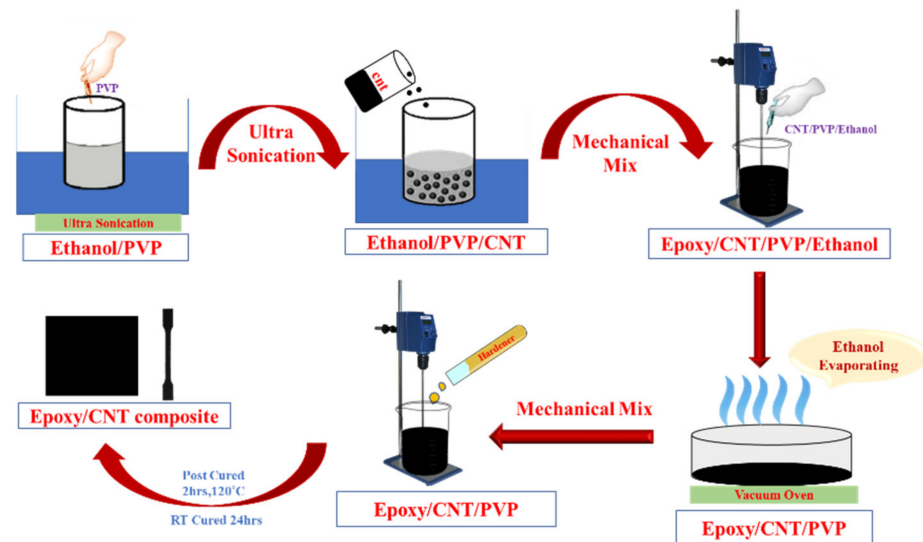 PVP
Ultra Sonication
Ethanol/PVP
Ultra
Sonication
cnt
Ethanol/PVP/CNT
Mechanical
Mix
CNT/PVP/Ethanol
Epoxy/CNT/PVP/Ethanol
Ethanol
Evaporating
Vacuum Oven
Epoxy/CNT/PVP
Mechanical Mix
Hardener
Epoxy/CNT/PVP
Post Cured
2hrs,120°C
RT Cured 24hrs
Epoxy/CNT composite